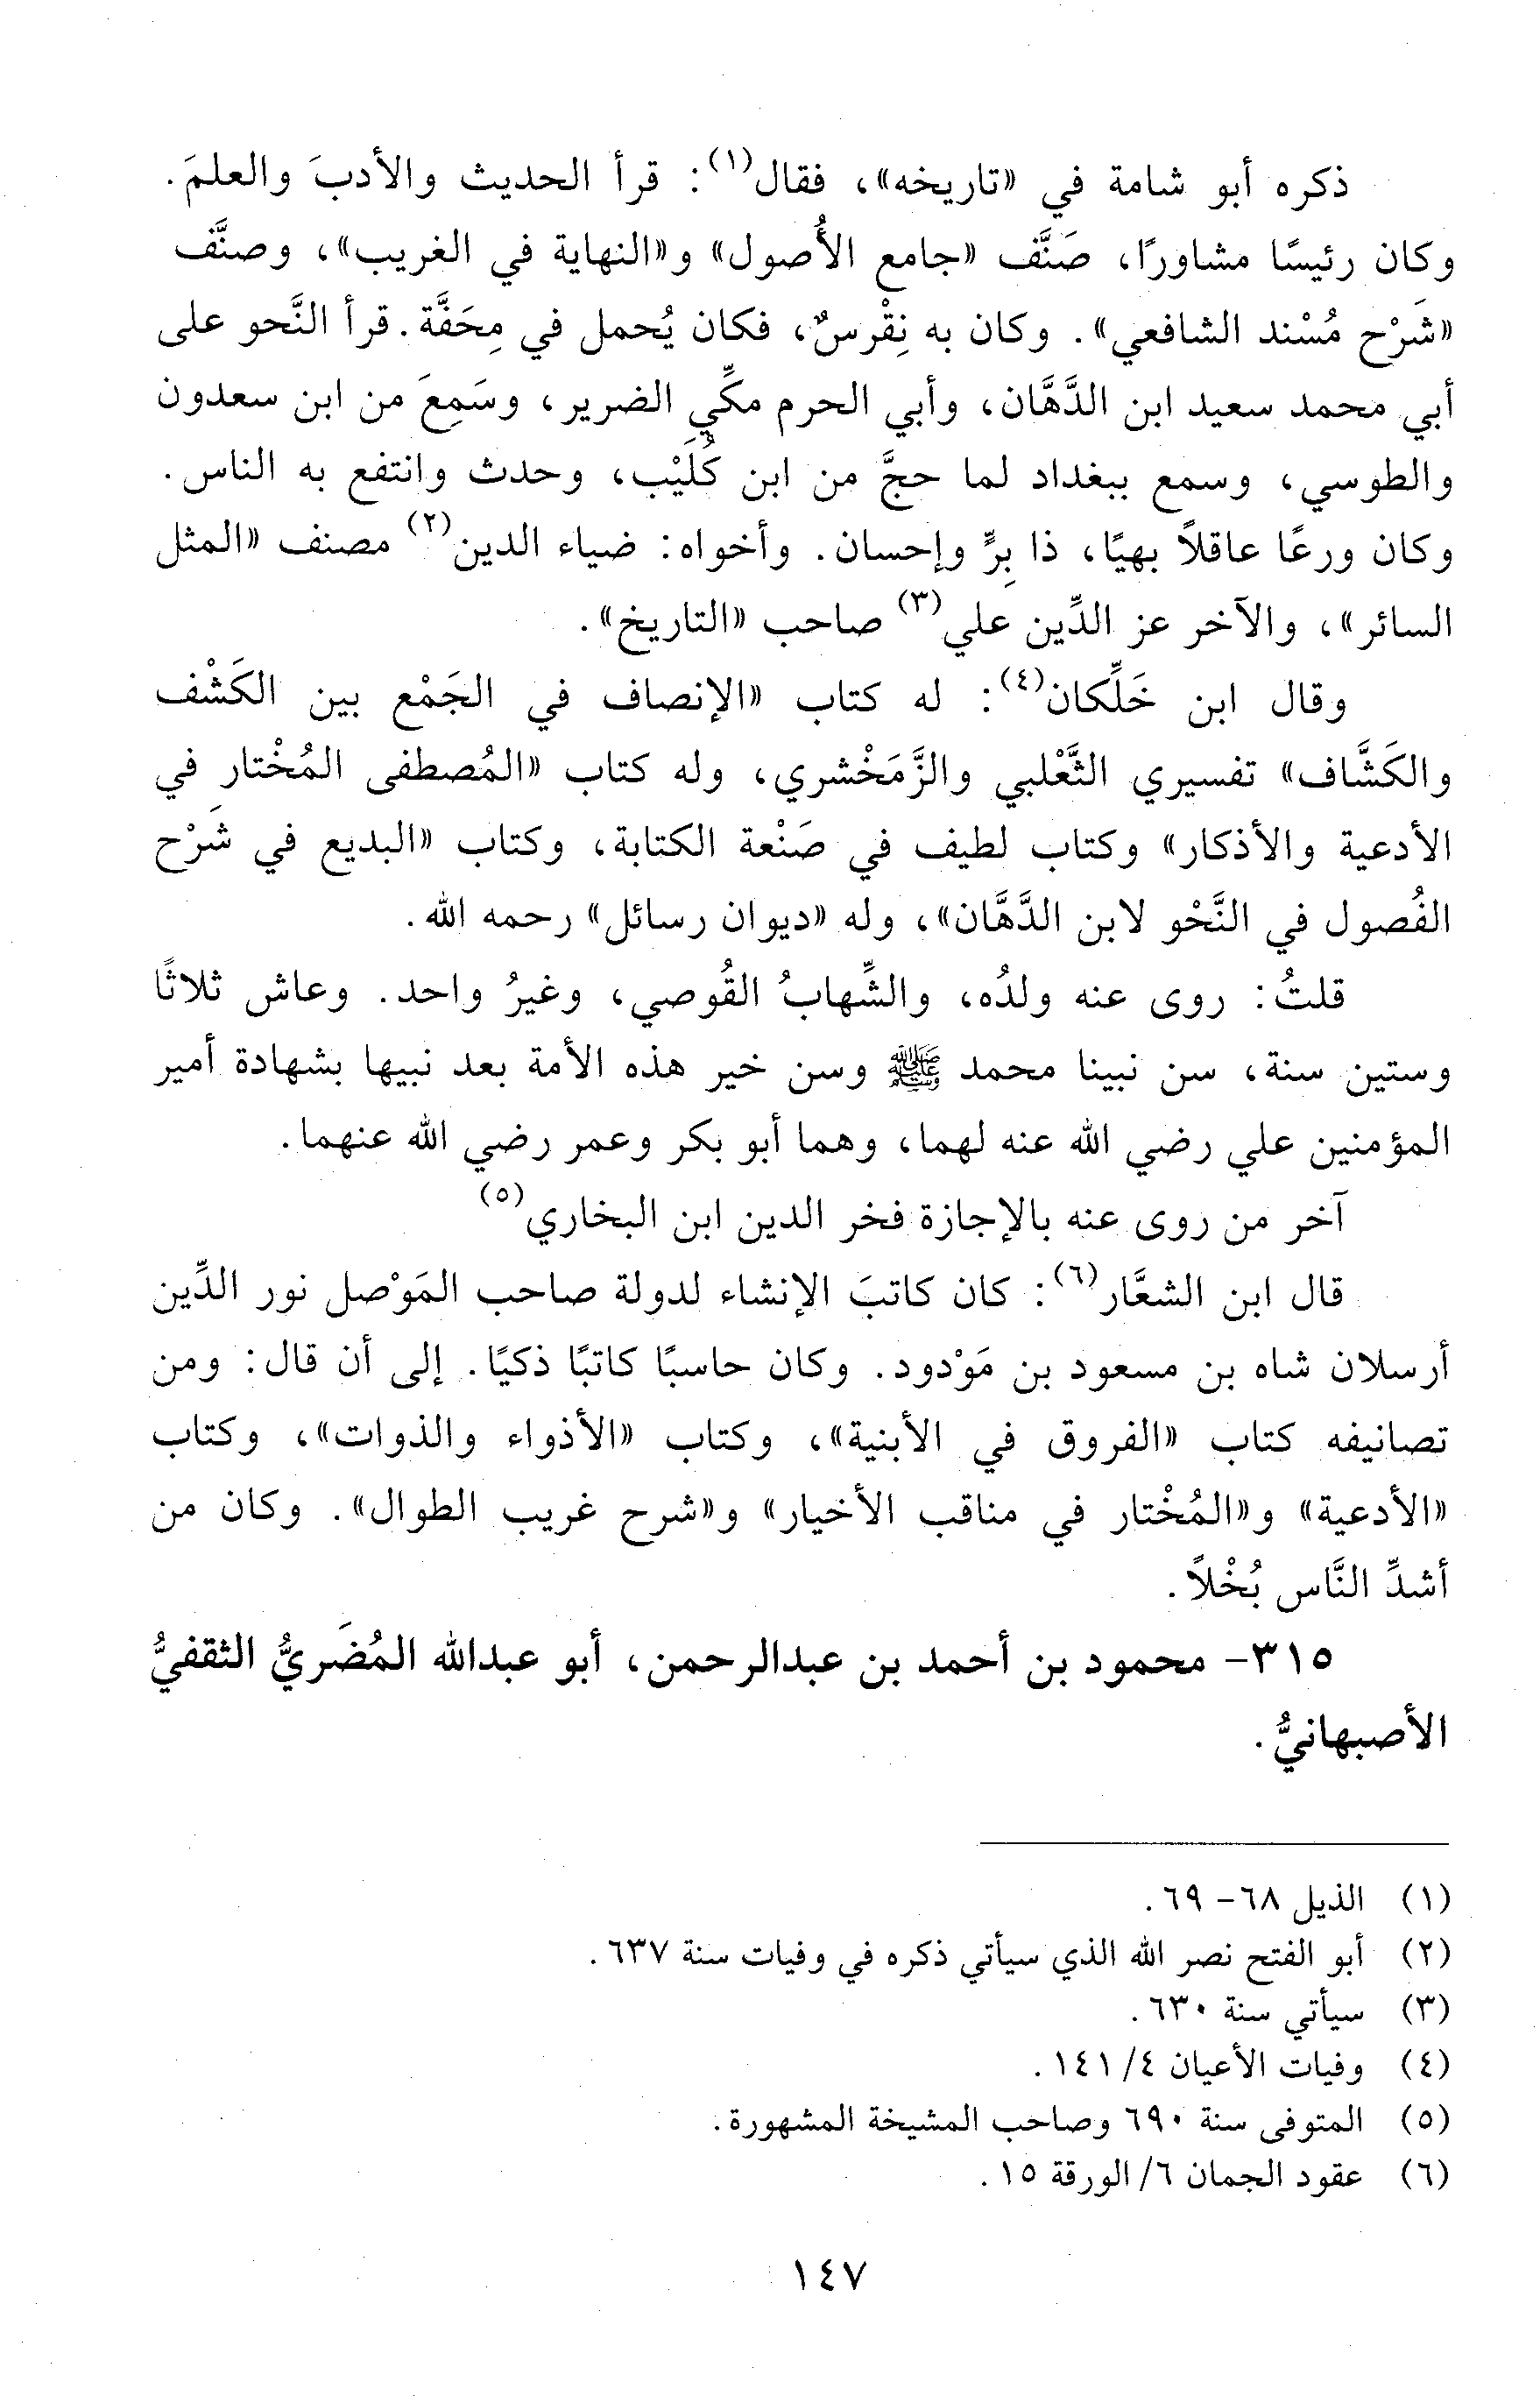 ذكره أبو شامة في «تاريخه»، فقال(١): قرأ الحديث والأدبَ والعلمَ.
وكان رئيسًا مشاورًا، صَنَّف «جامع الأُصول» و«النهاية في الغريب»، وصنَّف
«شَرْح مُسْند الشافعي». وكان به نِقْرسٌ، فكان يُحمل في مِحَفَّة. قرأ النَّحو على
أبي محمد سعيد ابن الدَّهَّان، وأبي الحرم مكِّي الضرير، وسَمِعَ من ابن سعدون
والطوسي، وسمع ببغداد لما حجَّ من ابن كُلَيْب، وحدث وانتفع به الناس.
وكان ورعًا عاقلاً بهيًا، ذا بِرٍّ وإحسان. وأخواه: ضياء الدين(٢) مصنف «المثل
السائر»، والآخر عز الدِّين علي(٣) صاحب «التاريخ».
وقال ابن خَلِّكان(٤): له كتاب «الإنصاف في الجَمْع بين الكَشْف
والكَشَّاف» تفسيري الثَّعْلبي والزَّمَخْشري، وله كتاب «المُصطفى المُخْتار في
الأدعية والأذكار» وكتاب لطيف في صَنْعة الكتابة، وكتاب «البديع في شَرْح
الفُصول في النَّحْو لابن الدَّهَّان»، وله «ديوان رسائل» رحمه الله.
قلتُ: روى عنه ولدُه، والشِّهابُ القُوصي، وغيرُ واحد. وعاش ثلاثًا
وستين سنة، سن نبينا محمد ﷺ وسن خير هذه الأمة بعد نبيها بشهادة أمير
المؤمنين علي رضي الله عنه لهما، وهما أبو بكر وعمر رضي الله عنهما.
آخر من روى عنه بالإجازة فخر الدين ابن البخاري(٥)
قال ابن الشعَّار(٦): كان كاتبَ الإنشاء لدولة صاحب المَوْصل نور الدِّين
أرسلان شاه بن مسعود بن مَوْدود. وكان حاسبًا كاتبًا ذكيًا. إلى أن قال: ومن
تصانيفه كتاب «الفروق في الأبنية»، وكتاب «الأذواء والذوات»، وكتاب
«الأدعية» و«المُخْتار في مناقب الأخيار» و«شرح غريب الطوال». وكان من
أشدِّ النَّاس بُخْلاً.
٣١٥- محمود بن أحمد بن عبدالرحمن، أبو عبدالله المُضَريُّ الثقفيُّ
الأصبهانيُّ.
(١) الذيل ٦٨- ٦٩.
(٢) أبو الفتح نصر الله الذي سيأتي ذكره في وفيات سنة ٦٣٧.
(٣) سيأتي سنة ٦٣٠.
(٤) وفيات الأعيان ٤/ ١٤١.
(٥) المتوفى سنة ٦٩٠ وصاحب المشيخة المشهورة.
(٦) عقود الجمان ٦/ الورقة ١٥.
١٤٧